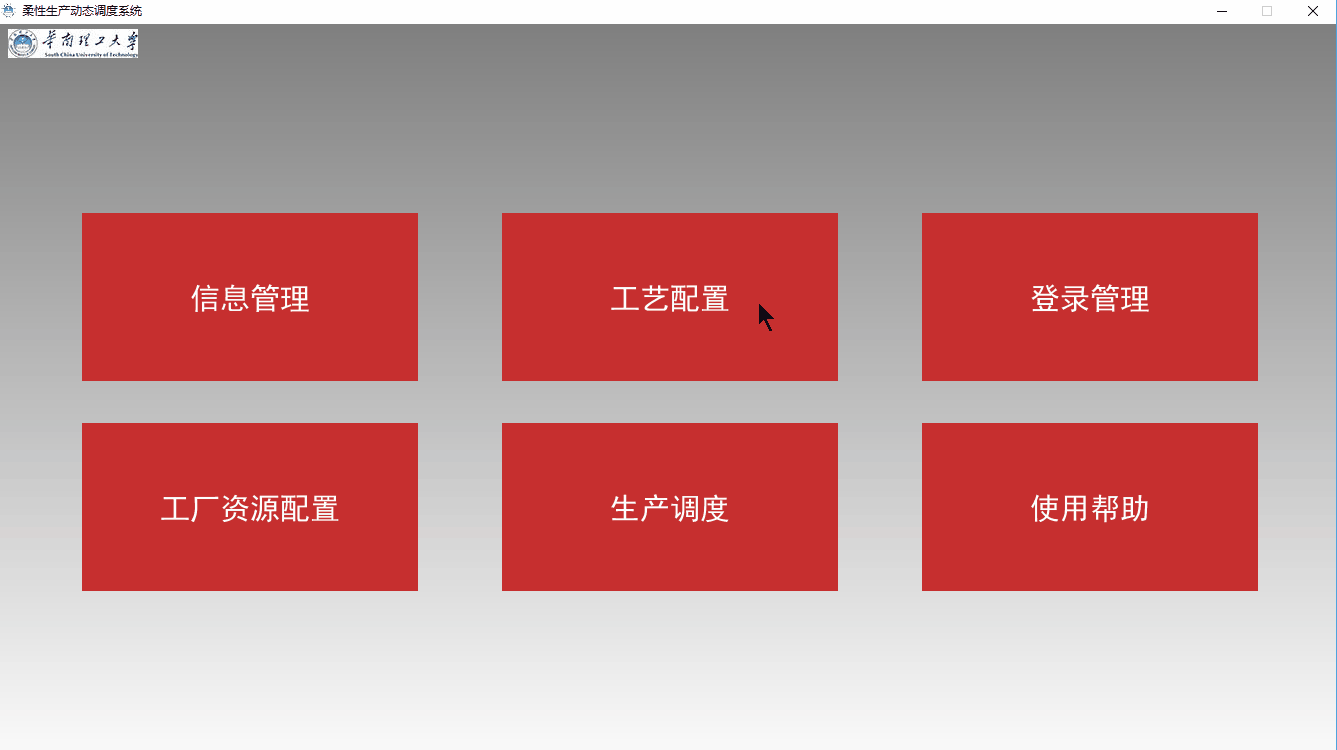 柔性生产动态调度系统
华南理工大学
South China University of Technology
信息管理
工艺配置
登录管理
工厂资源配置
生产调度
使用帮助